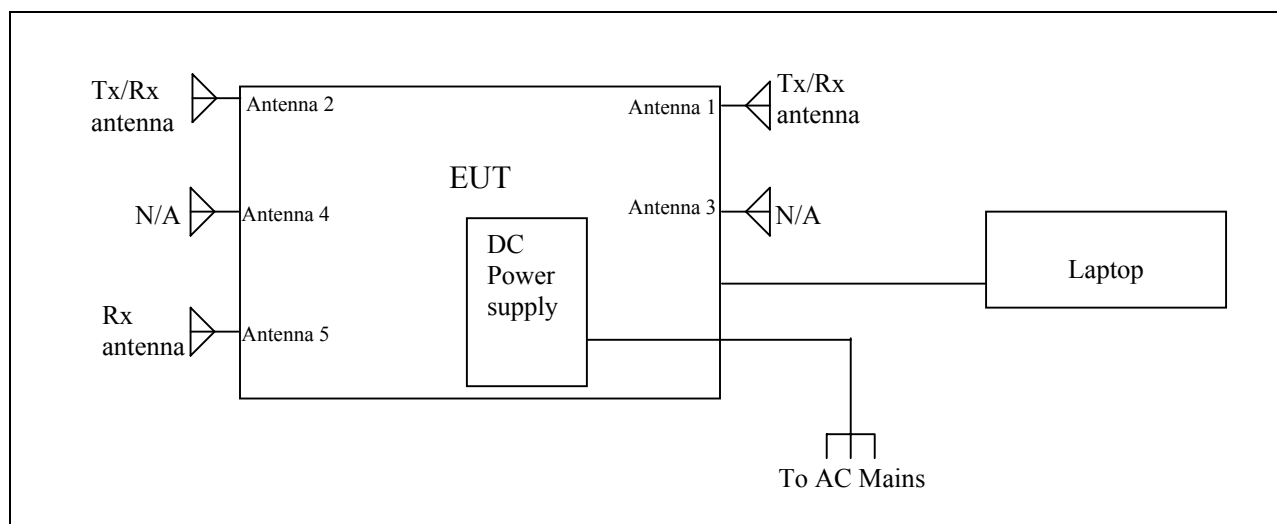 Tx/Rx
antenna
Antenna 2
Antenna 1
Tx/Rx
antenna
EUT
N/A
Antenna 4
Antenna 3
N/A
DC
Power
supply
Laptop
Rx
antenna
Antenna 5
To AC Mains